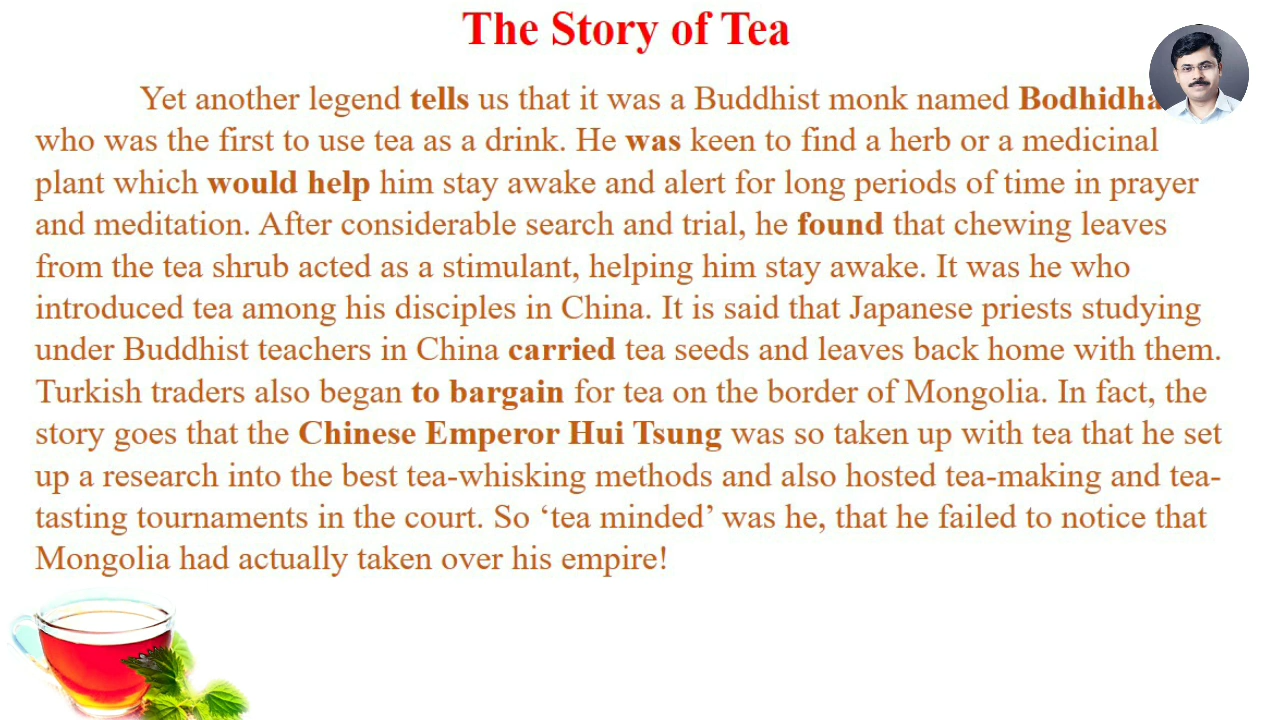 The Story of Tea
Yet another legend tells us that it was a Buddhist monk named
who was the first to use tea as a drink. He was keen to find a herb or a medicinal
plant which would help him stay awake and alert for long periods of time in prayer
and meditation. After considerable search and trial, he found that chewing leaves
from the tea shrub acted as a stimulant, helping him stay awake. It was he who
introduced tea among his disciples in China. It is said that Japanese priests studying
under Buddhist teachers in China carried tea seeds and leaves back home with them.
Turkish traders also began to bargain for tea on the border of Mongolia. In fact, the
story goes that the Chinese Emperor Hui Tsung was so taken up with tea that he set
up a research into the best tea-whisking methods and also hosted tea-making and tea-
tasting tournaments in the court. So ‘tea minded’ was he, that he failed to notice that
Mongolia had actually taken over his empire!